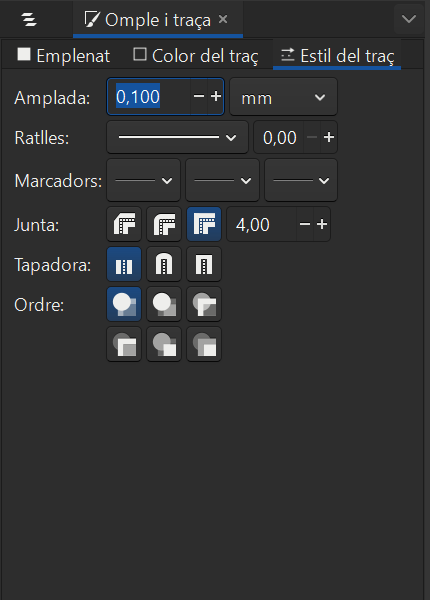 Omple i traça
Emplenat Color del traç Estil del traç
Amplada: 0,100 mm
Ratlles: 0,00
Marcadors:
Junta: 4,00
Tapadora:
Ordre: